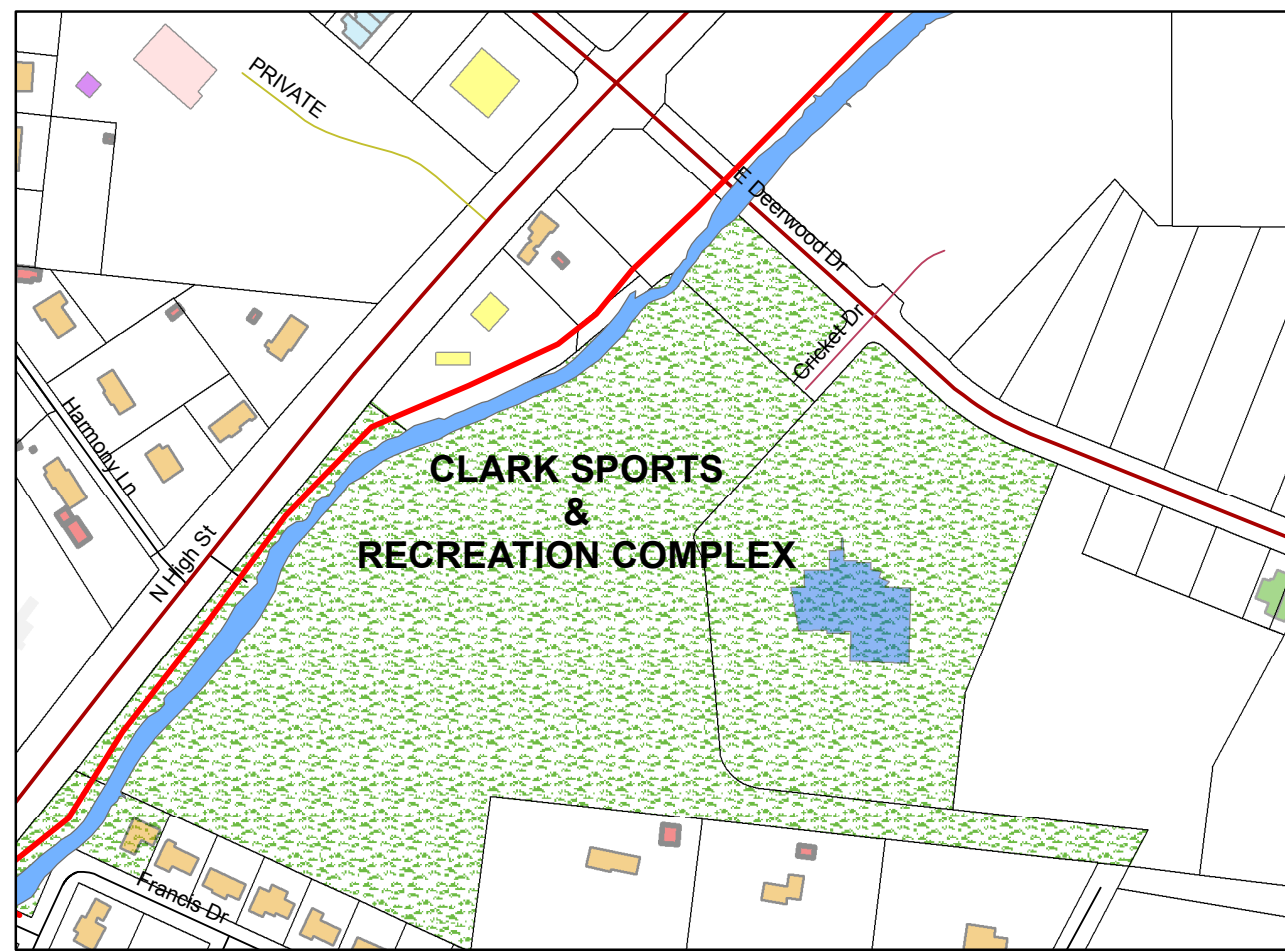 PRIVATE
E Deerwood Dr
Cricket Dr
Harmony Ln
CLARK SPORTS
&
RECREATION COMPLEX
N High St
Francis Dr